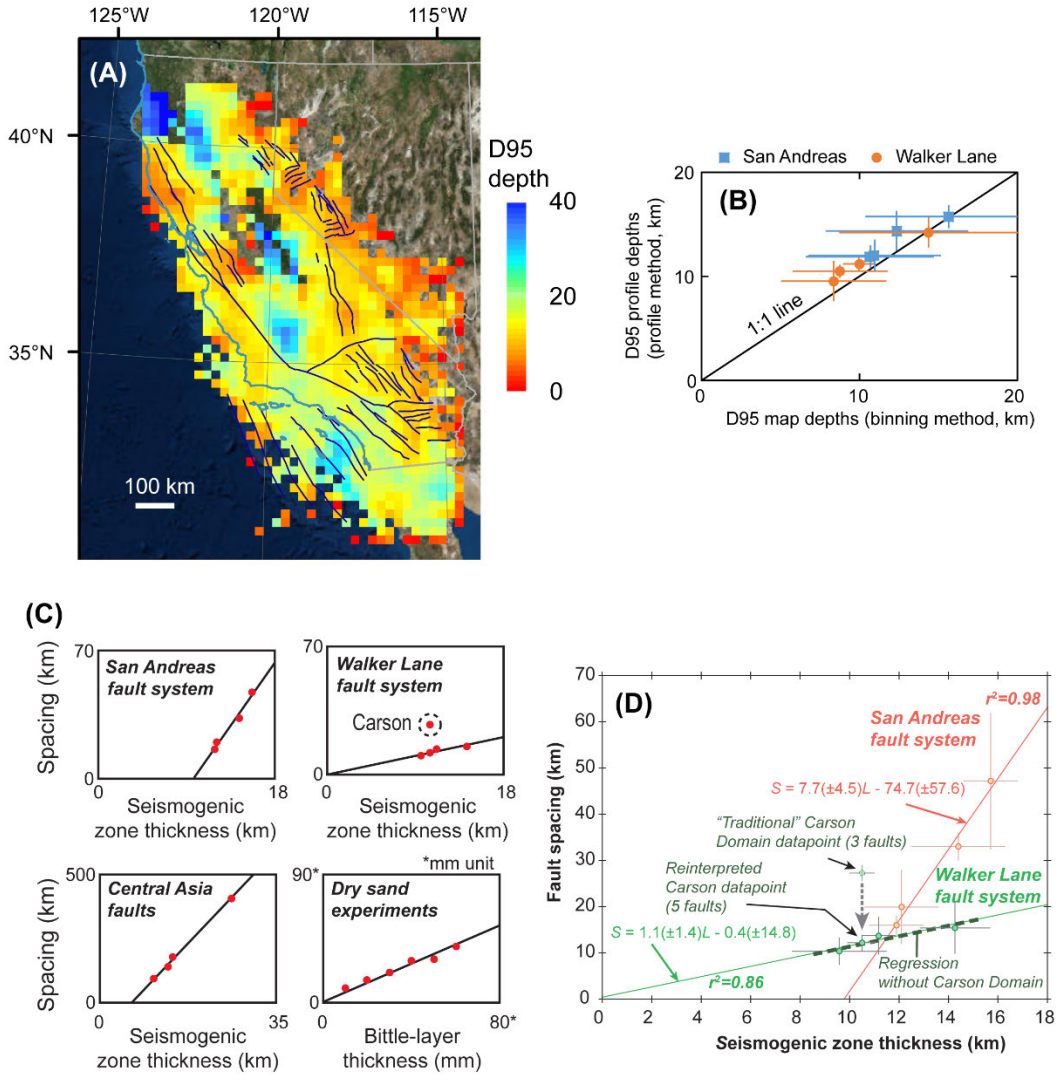 125°W 120°W 115°W
(A)
40°N
35°N
100 km
D95
depth
40
20
0
San Andreas Walker Lane
(B)
20
10
0
D95 profile depths
(profile method, km)
1:1 line
0 10 20
D95 map depths (binning method, km)
(C)
70
0
Spacing (km)
San Andreas
fault system
0 18
Seismogenic
zone thickness (km)
70
0
Walker Lane
fault system
Carson
0 18
Seismogenic
zone thickness (km)
500
0
Spacing (km)
Central Asia
faults
0 35
Seismogenic
zone thickness (km)
*mm unit
90*
0
Dry sand
experiments
0 80*
Bittle-layer
thickness (mm)
(D)
70
60
50
40
30
20
10
0
Fault spacing (km)
r²=0.98
San Andreas
fault system
S = 7.7(±4.5)L - 74.7(±57.6)
"Traditional" Carson
Domain datapoint (3 faults)
Reinterpreted
Carson datapoint
(5 faults)
Walker Lane
fault system
S = 1.1(±1.4)L - 0.4(±14.8)
r²=0.86
Regression
without Carson Domain
0 2 4 6 8 10 12 14 16 18
Seismogenic zone thickness (km)